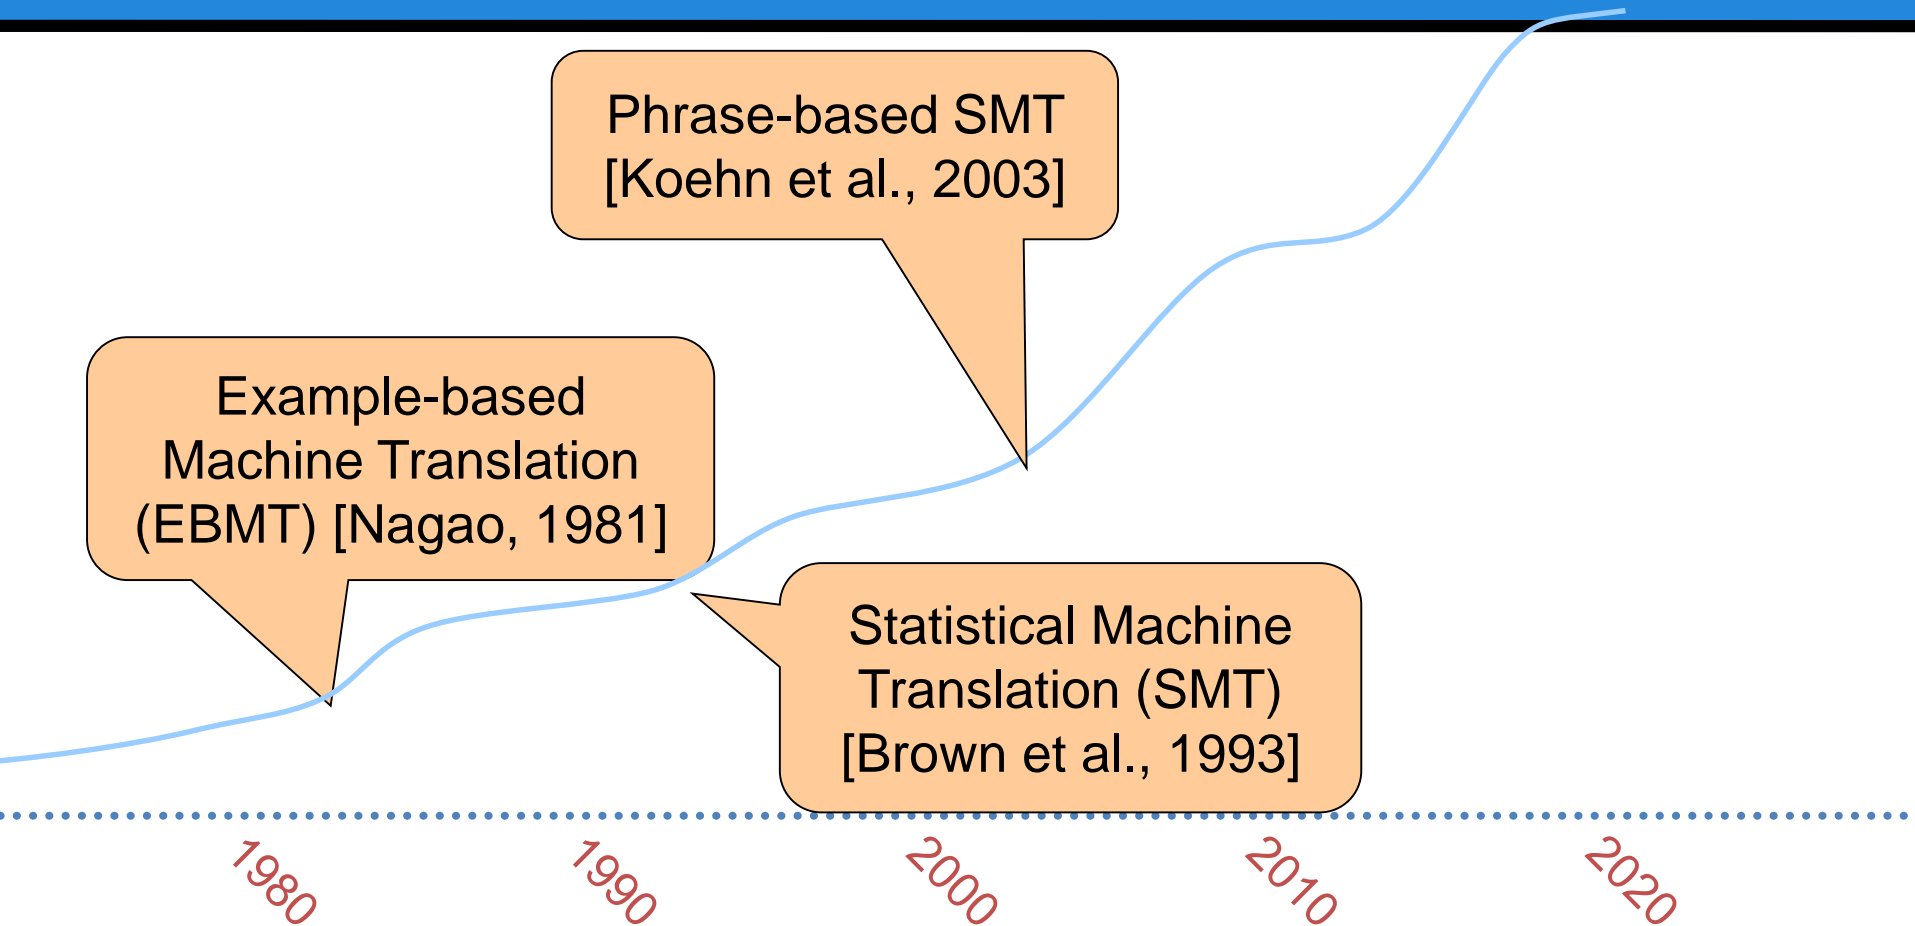 Phrase-based SMT
[Koehn et al., 2003]
Example-based
Machine Translation
(EBMT) [Nagao, 1981]
Statistical Machine
Translation (SMT)
[Brown et al., 1993]
1980
1990
2000
2010
2020